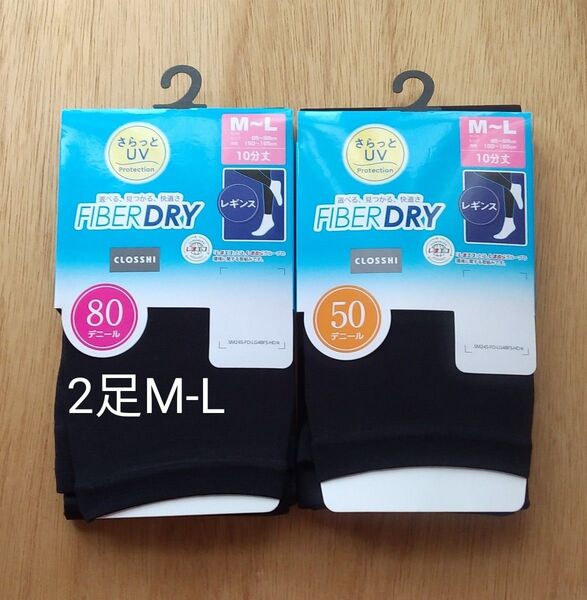 M～L
10分丈
さらっと
UV
Protection
選べる、見つかる、快適さ
FIBERDRY
レギンス
CLOSSHI
80
デニール
M～L
10分丈
さらっと
UV
Protection
選べる、見つかる、快適さ
FIBERDRY
レギンス
CLOSSHI
50
デニール
2足M-L